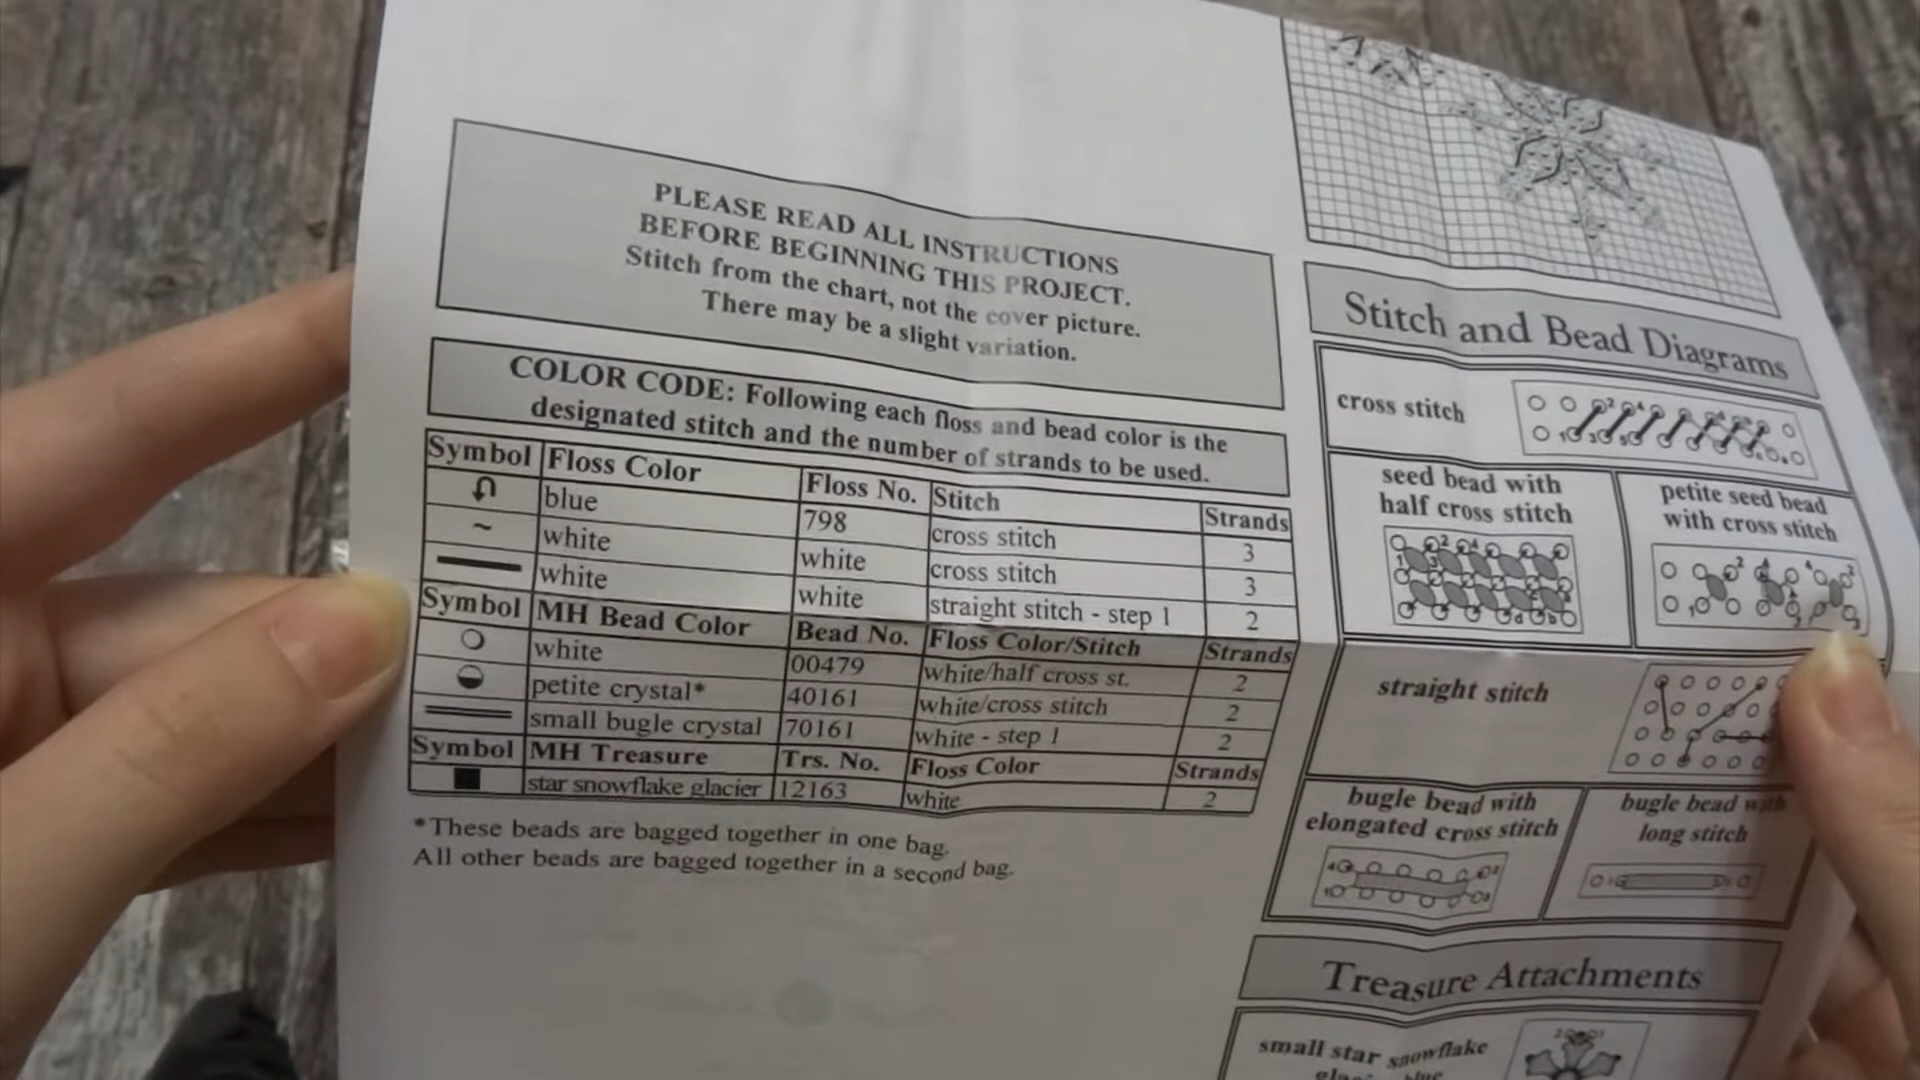 PLEASE READ ALL INSTRUCTIONS
BEFORE BEGINNING THIS PROJECT.
Stitch from the chart, not the cover picture.
There may be a slight variation.
COLOR CODE: Following each floss and bead color is the
designated stitch and the number of strands to be used.
Symbol Floss Color Floss No. Stitch Strands
blue 798 cross stitch 3
~ white white cross stitch 3
white white straight stitch - step 1 2
Symbol MH Bead Color Bead No. Floss Color/Stitch Strands
white 00479 white/half cross st. 2
petite crystal* 40161 white/cross stitch 2
small bugle crystal 70161 white - step 1 2
Symbol MH Treasure Trs. No. Floss Color Strands
■ star snowflake glacier 12163 white 2
*These beads are bagged together in one bag.
All other beads are bagged together in a second bag.
Stitch and Bead Diagrams
cross stitch
seed bead with
half cross stitch
petite seed bead
with cross stitch
straight stitch
bugle bead with
elongated cross stitch
bugle bead with
long stitch
Treasure Attachments
small star snowflake